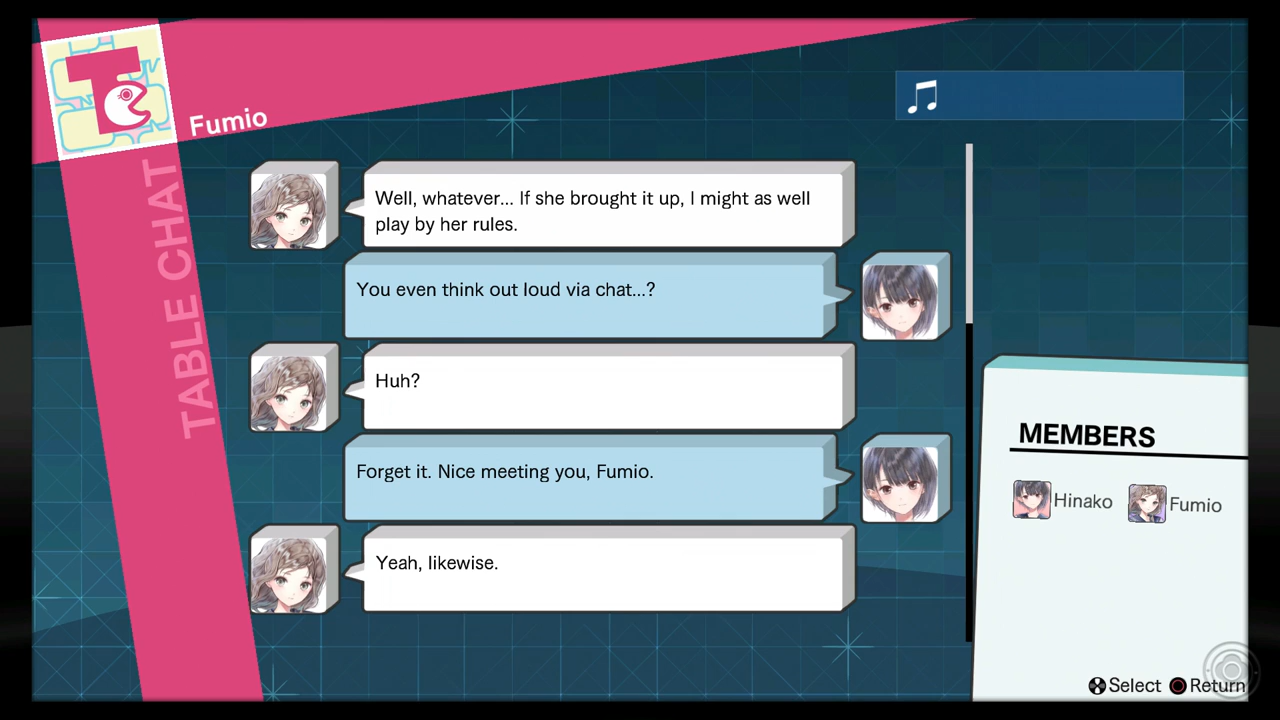 Fumio
TABLE CHAT
Well, whatever... If she brought it up, I might as well
play by her rules.
You even think out loud via chat...?
Huh?
Forget it. Nice meeting you, Fumio.
Yeah, likewise.
MEMBERS
Hinako
Fumio
Select
Return